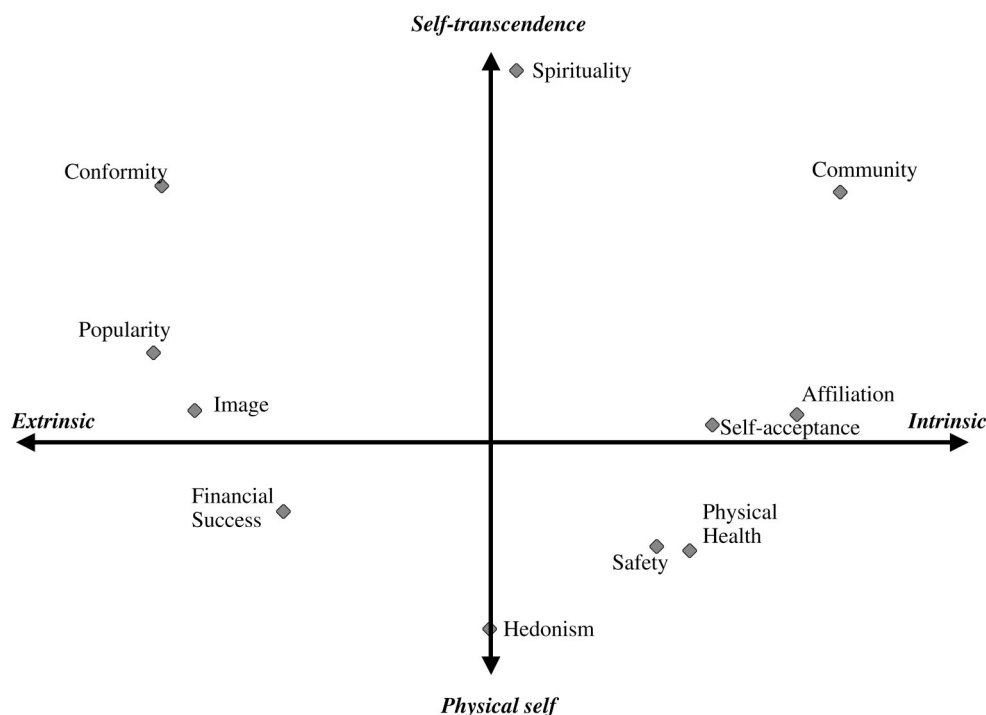 Self-transcendence
Spirituality
Conformity
Community
Popularity
Affiliation
Image
Extrinsic
Self-acceptance
Intrinsic
Financial
Success
Physical
Health
Safety
Hedonism
Physical self